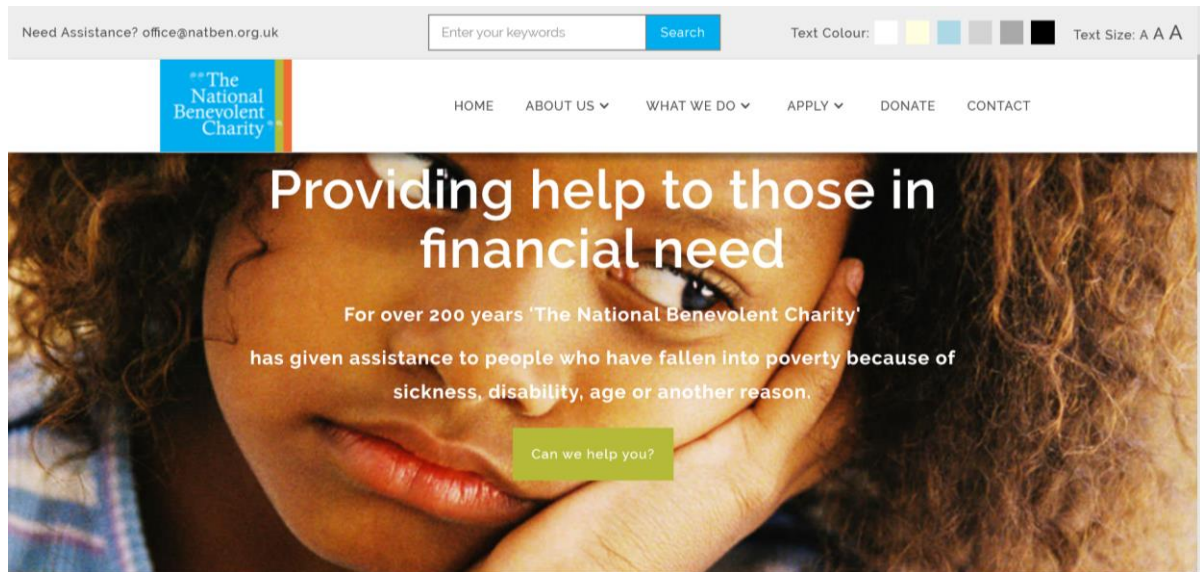 Need Assistance? office@natben.org.uk
Enter your keywords
Search
Text Colour:
Text Size: A A A
The
National
Benevolent
Charity
HOME ABOUT US WHAT WE DO APPLY DONATE CONTACT
Providing help to those in
financial need
For over 200 years 'The National Benevolent Charity'
has given assistance to people who have fallen into poverty because of
sickness, disability, age or another reason.
Can we help you?